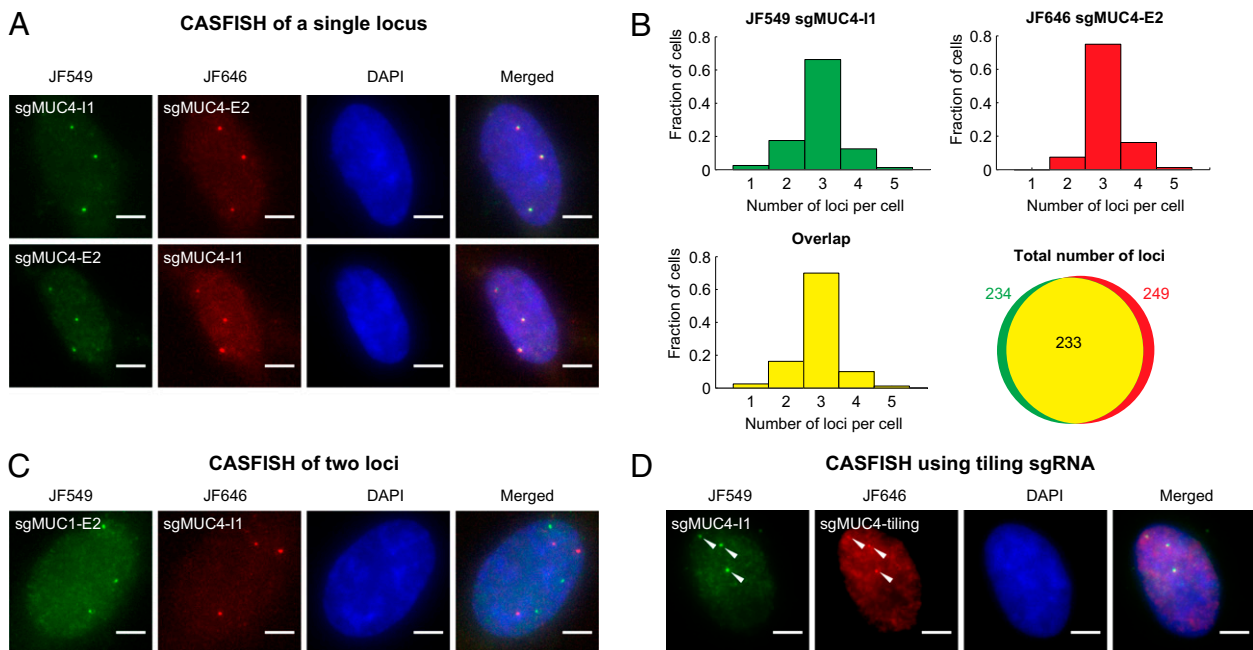 A
CASFISH of a single locus
JF549 JF646 DAPI Merged
sgMUC4-I1 sgMUC4-E2
sgMUC4-E2 sgMUC4-I1
B
JF549 sgMUC4-I1
Fraction of cells
0.8
0.6
0.4
0.2
0
1 2 3 4 5
Number of loci per cell
JF646 sgMUC4-E2
Fraction of cells
0.8
0.6
0.4
0.2
0
1 2 3 4 5
Number of loci per cell
Overlap
Fraction of cells
0.8
0.6
0.4
0.2
0
1 2 3 4 5
Number of loci per cell
Total number of loci
234
249
233
C
CASFISH of two loci
JF549 JF646 DAPI Merged
sgMUC1-E2 sgMUC4-I1
D
CASFISH using tiling sgRNA
JF549 JF646 DAPI Merged
sgMUC4-I1 sgMUC4-tiling